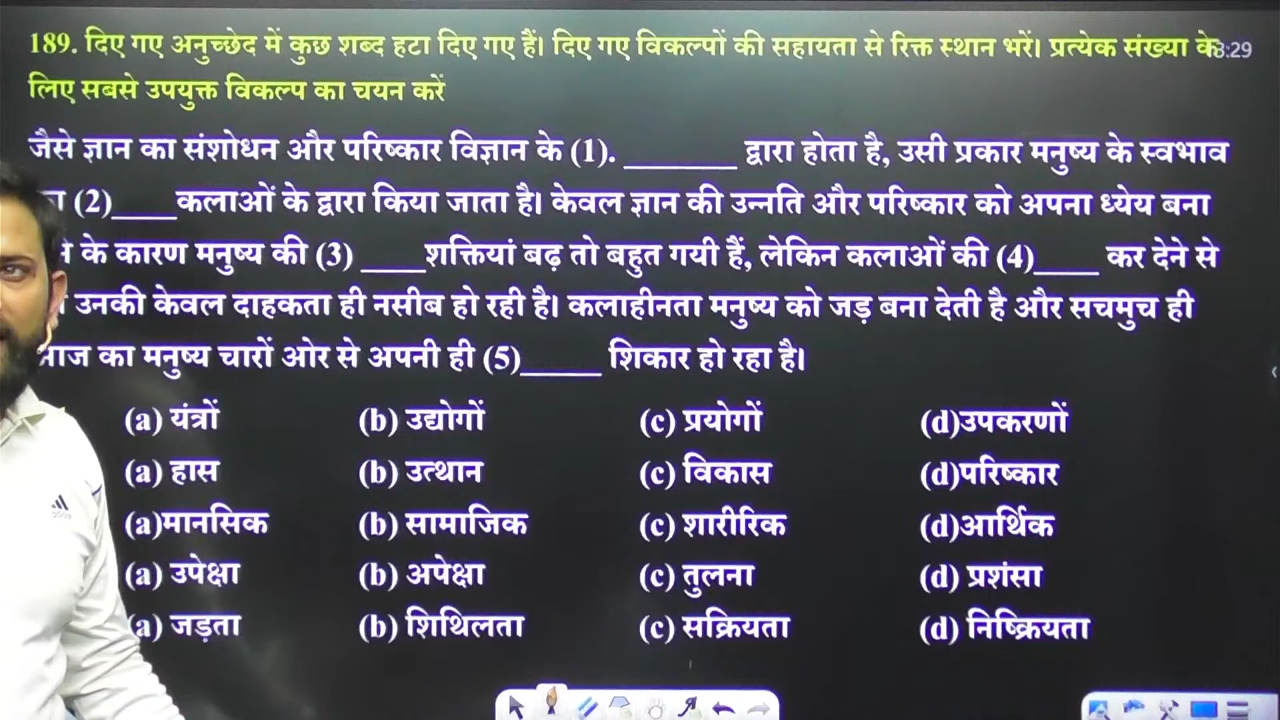 189. दिए गए अनुच्छेद में कुछ शब्द हटा दिए गए हैं। दिए गए विकल्पों की सहायता से रिक्त स्थान भरें। प्रत्येक संख्या के :29
लिए सबसे उपयुक्त विकल्प का चयन करें
जैसे ज्ञान का संशोधन और परिष्कार विज्ञान के (1). ________ द्वारा होता है, उसी प्रकार मनुष्य के स्वभाव
(2)____कलाओं के द्वारा किया जाता है। केवल ज्ञान की उन्नति और परिष्कार को अपना ध्येय बना
के कारण मनुष्य की (3) ____शक्तियां बढ़ तो बहुत गयी हैं, लेकिन कलाओं की (4)____ कर देने से
उनकी केवल दाहकता ही नसीब हो रही है। कलाहीनता मनुष्य को जड़ बना देती है और सचमुच ही
का मनुष्य चारों ओर से अपनी ही (5)_____ शिकार हो रहा है।
(a) यंत्रों (b) उद्योगों (c) प्रयोगों (d)उपकरणों
(a) हास (b) उत्थान (c) विकास (d)परिष्कार
(a)मानसिक (b) सामाजिक (c) शारीरिक (d)आर्थिक
(a) उपेक्षा (b) अपेक्षा (c) तुलना (d) प्रशंसा
a) जड़ता (b) शिथिलता (c) सक्रियता (d) निष्क्रियता